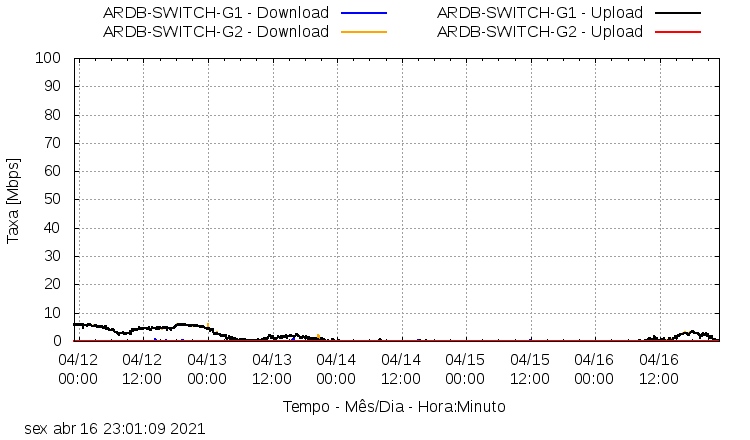 ARDB-SWITCH-G1 - Download ARDB-SWITCH-G1 - Upload
ARDB-SWITCH-G2 - Download ARDB-SWITCH-G2 - Upload
100
90
80
70
60
50
40
30
20
10
0
Taxa [Mbps]
04/12 04/12 04/13 04/13 04/14 04/14 04/15 04/15 04/16 04/16
00:00 12:00 00:00 12:00 00:00 12:00 00:00 12:00 00:00 12:00
Tempo - Mês/Dia - Hora:Minuto
sex abr 16 23:01:09 2021